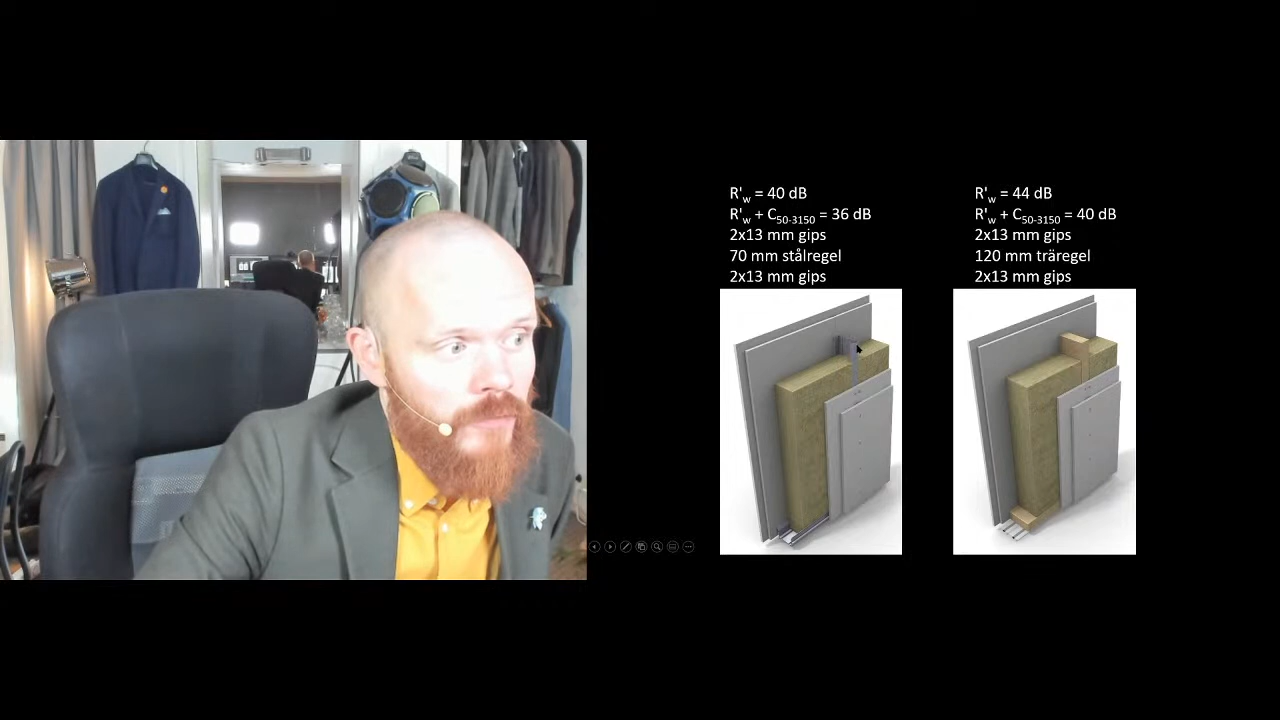 R'w = 40 dB
R'w + C50-3150 = 36 dB
2x13 mm gips
70 mm stålregel
2x13 mm gips
R'w = 44 dB
R'w + C50-3150 = 40 dB
2x13 mm gips
120 mm träregel
2x13 mm gips